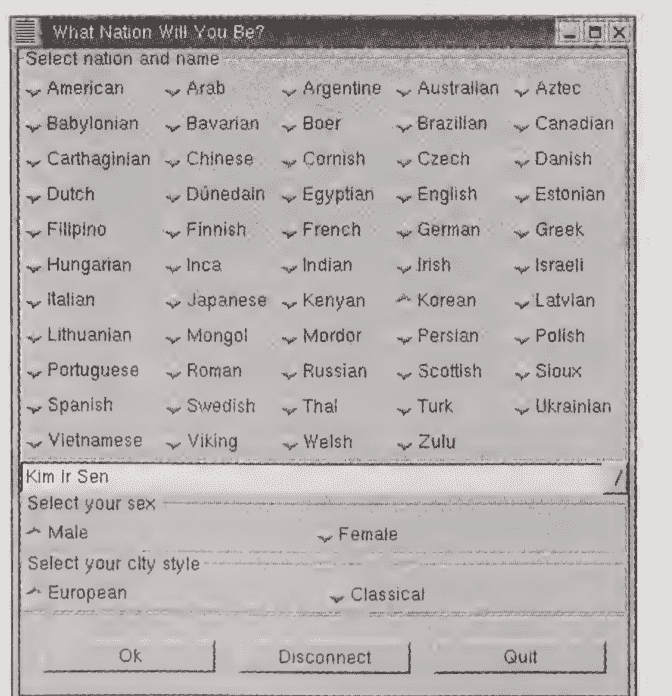 What Nation Will You Be?
Select nation and name
American Arab Argentine Australian Aztec
Babylonian Bavarian Boer Brazilian Canadian
Carthaginian Chinese Cornish Czech Danish
Dutch Dúnedain Egyptian English Estonian
Filipino Finnish French German Greek
Hungarian Inca Indian Irish Israeli
Italian Japanese Kenyan Korean Latvian
Lithuanian Mongol Mordor Persian Polish
Portuguese Roman Russian Scottish Sioux
Spanish Swedish Thai Turk Ukrainian
Vietnamese Viking Welsh Zulu
Kim Ir Sen
Select your sex
Male Female
Select your city style
European Classical
Ok Disconnect Quit